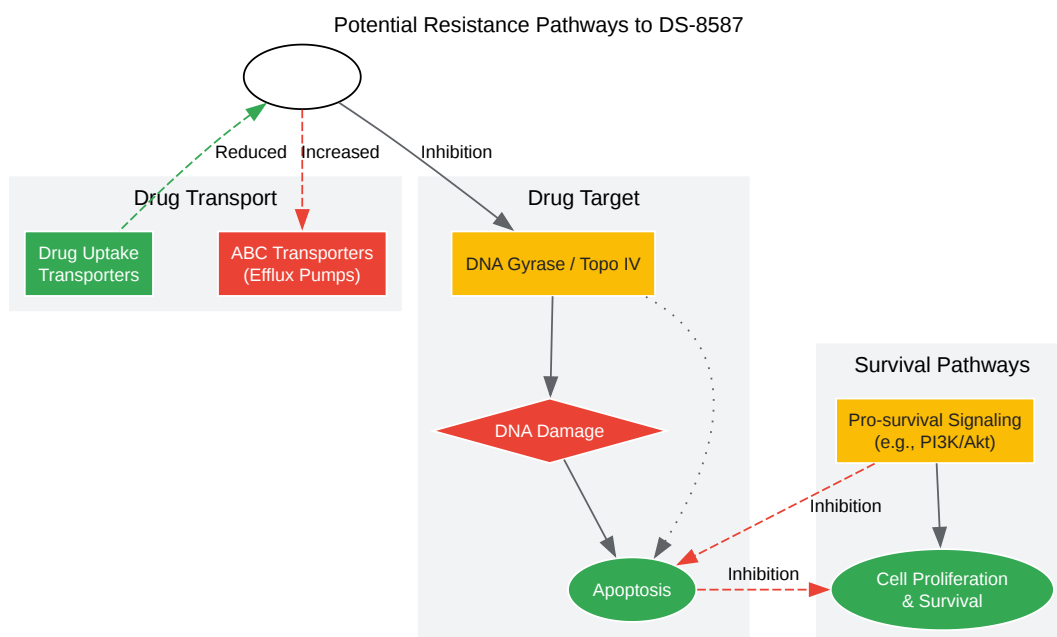 Potential Resistance Pathways to DS-8587
Reduced
Increased
Inhibition
Drug Transport
Drug Target
Drug Uptake
Transporters
ABC Transporters
(Efflux Pumps)
DNA Gyrase / Topo IV
Survival Pathways
Pro-survival Signaling
(e.g., PI3K/Akt)
DNA Damage
Inhibition
Inhibition
Apoptosis
Cell Proliferation
& Survival